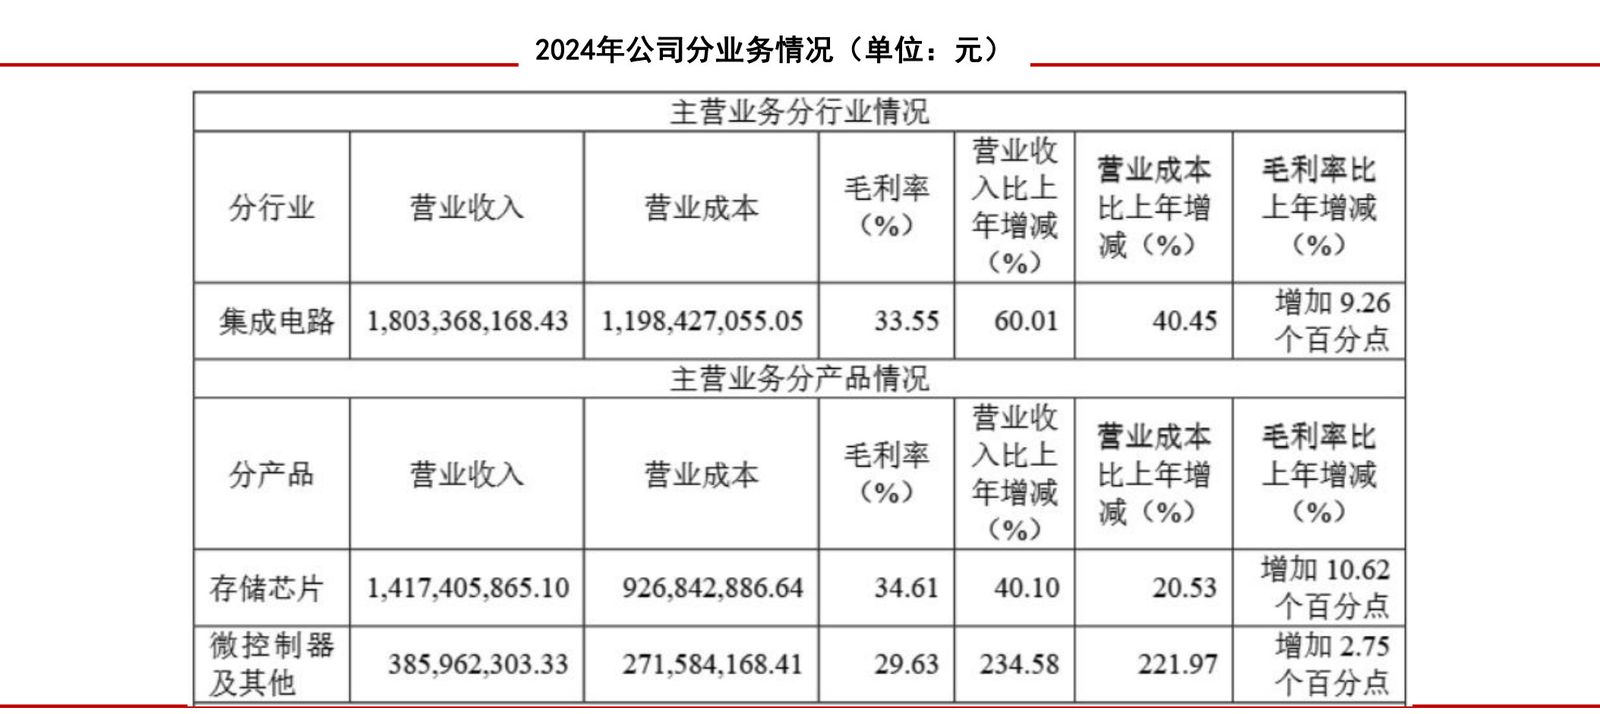 2024年公司分业务情况（单位：元）
主营业务分行业情况
分行业 营业收入 营业成本 毛利率（%） 营业收入比上年增减（%） 营业成本比上年增减（%） 毛利率比上年增减（%）
集成电路 1,803,368,168.43 1,198,427,055.05 33.55 60.01 40.45 增加 9.26 个百分点
主营业务分产品情况
分产品 营业收入 营业成本 毛利率（%） 营业收入比上年增减（%） 营业成本比上年增减（%） 毛利率比上年增减（%）
存储芯片 1,417,405,865.10 926,842,886.64 34.61 40.10 20.53 增加 10.62 个百分点
微控制器及其他 385,962,303.33 271,584,168.41 29.63 234.58 221.97 增加 2.75 个百分点